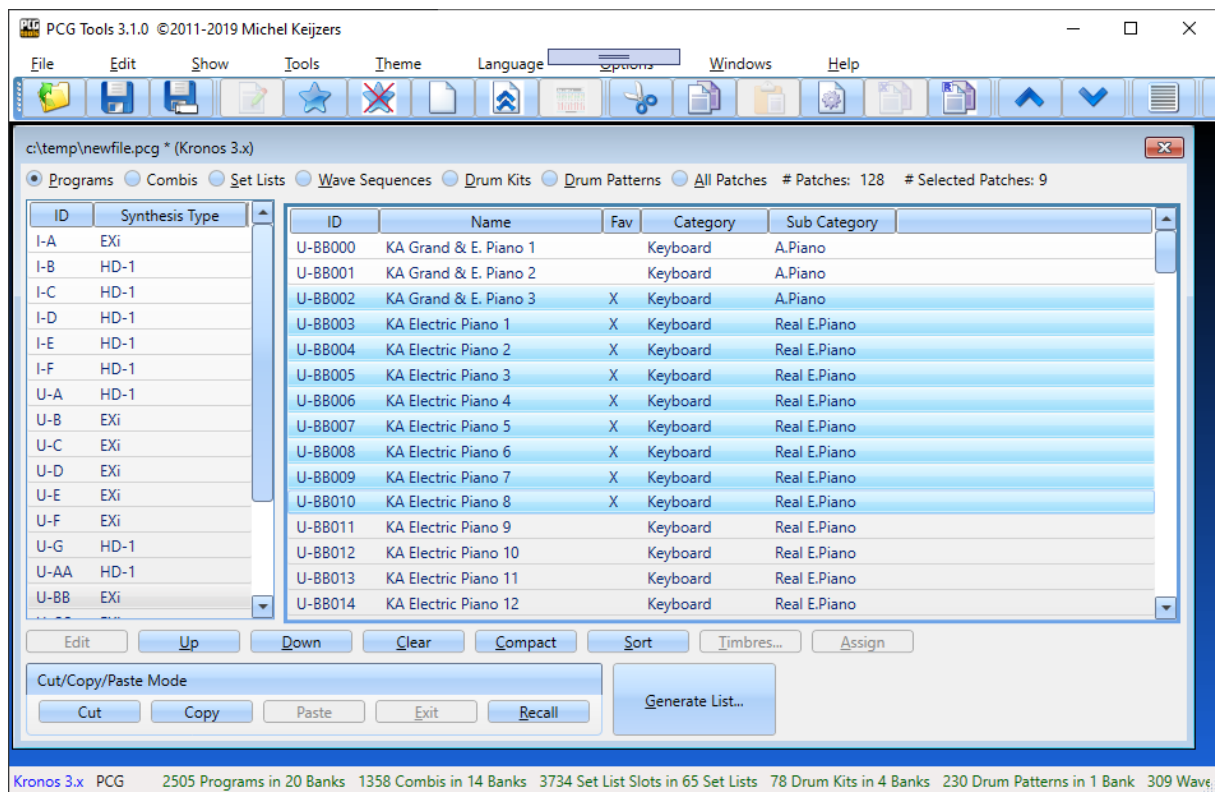 PCG Tools 3.1.0 ©2011-2019 Michel Keijzers
File Edit Show Tools Theme Language Options Windows Help
c:\temp\newfile.pcg * (Kronos 3.x)
Programs Combis Set Lists Wave Sequences Drum Kits Drum Patterns All Patches # Patches: 128 # Selected Patches: 9
ID Synthesis Type
I-A EXi
I-B HD-1
I-C HD-1
I-D HD-1
I-E HD-1
I-F HD-1
U-A HD-1
U-B EXi
U-C EXi
U-D EXi
U-E EXi
U-F EXi
U-G HD-1
U-AA HD-1
U-BB EXi
ID Name Fav Category Sub Category
U-BB000 KA Grand & E. Piano 1 Keyboard A.Piano
U-BB001 KA Grand & E. Piano 2 Keyboard A.Piano
U-BB002 KA Grand & E. Piano 3 X Keyboard A.Piano
U-BB003 KA Electric Piano 1 X Keyboard Real E.Piano
U-BB004 KA Electric Piano 2 X Keyboard Real E.Piano
U-BB005 KA Electric Piano 3 X Keyboard Real E.Piano
U-BB006 KA Electric Piano 4 X Keyboard Real E.Piano
U-BB007 KA Electric Piano 5 X Keyboard Real E.Piano
U-BB008 KA Electric Piano 6 X Keyboard Real E.Piano
U-BB009 KA Electric Piano 7 X Keyboard Real E.Piano
U-BB010 KA Electric Piano 8 X Keyboard Real E.Piano
U-BB011 KA Electric Piano 9 Keyboard Real E.Piano
U-BB012 KA Electric Piano 10 Keyboard Real E.Piano
U-BB013 KA Electric Piano 11 Keyboard Real E.Piano
U-BB014 KA Electric Piano 12 Keyboard Real E.Piano
Edit Up Down Clear Compact Sort Timbres... Assign
Cut/Copy/Paste Mode
Cut Copy Paste Exit Recall
Generate List...
Kronos 3.x PCG 2505 Programs in 20 Banks 1358 Combis in 14 Banks 3734 Set List Slots in 65 Set Lists 78 Drum Kits in 4 Banks 230 Drum Patterns in 1 Bank 309 Wave